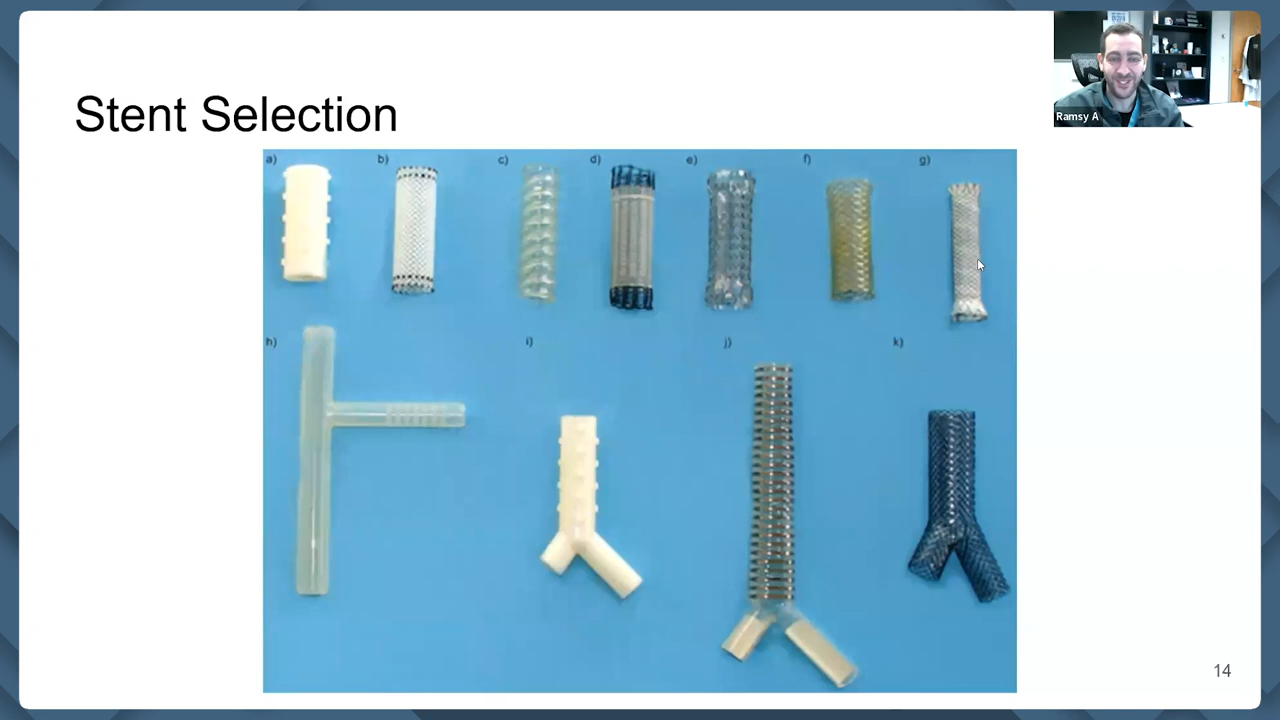 Ramsy A
Stent Selection
a) b) c) d) e) f) g)
h) i) j) k)
14